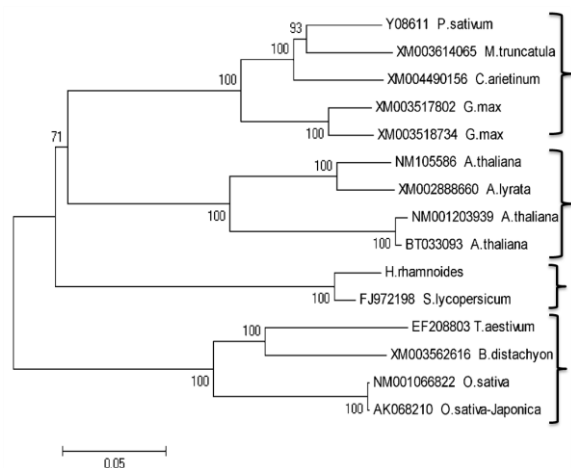 93
Y08611 P.sativum
100
XM003614065 M.truncatula
100
XM004490156 C.arietinum
XM003517802 G.max
100
XM003518734 G.max
71
100
NM105586 A.thaliana
XM002888660 A.lyrata
100
NM001203939 A.thaliana
100
BT033093 A.thaliana
H.rhamnoides
100
FJ972198 S.lycopersicum
100
EF208803 T.aestivum
XM003562616 B.distachyon
100
NM001066822 O.sativa
100
AK068210 O.sativa-Japonica
0.05